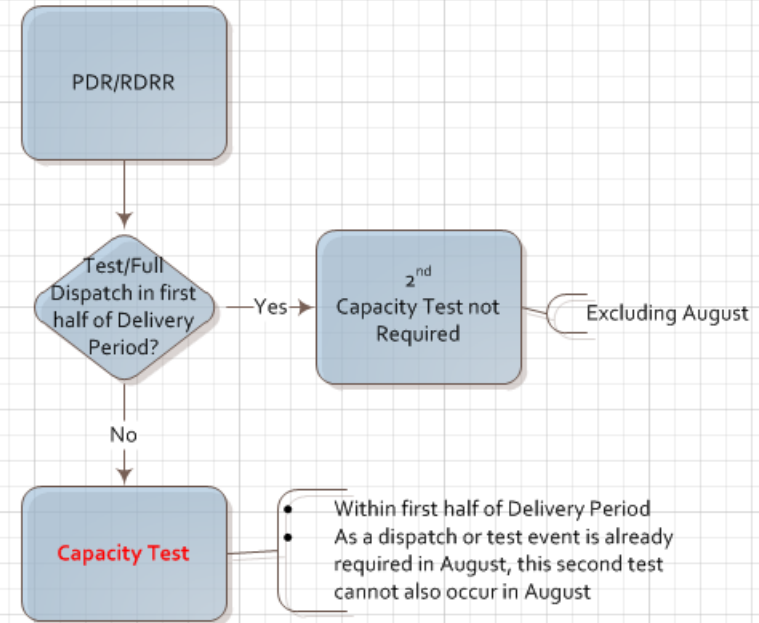 PDR/RDRR
Test/Full
Dispatch in first
half of Delivery
Period?
Yes
2nd
Capacity Test not
Required
Excluding August
No
Capacity Test
• Within first half of Delivery Period
• As a dispatch or test event is already
required in August, this second test
cannot also occur in August